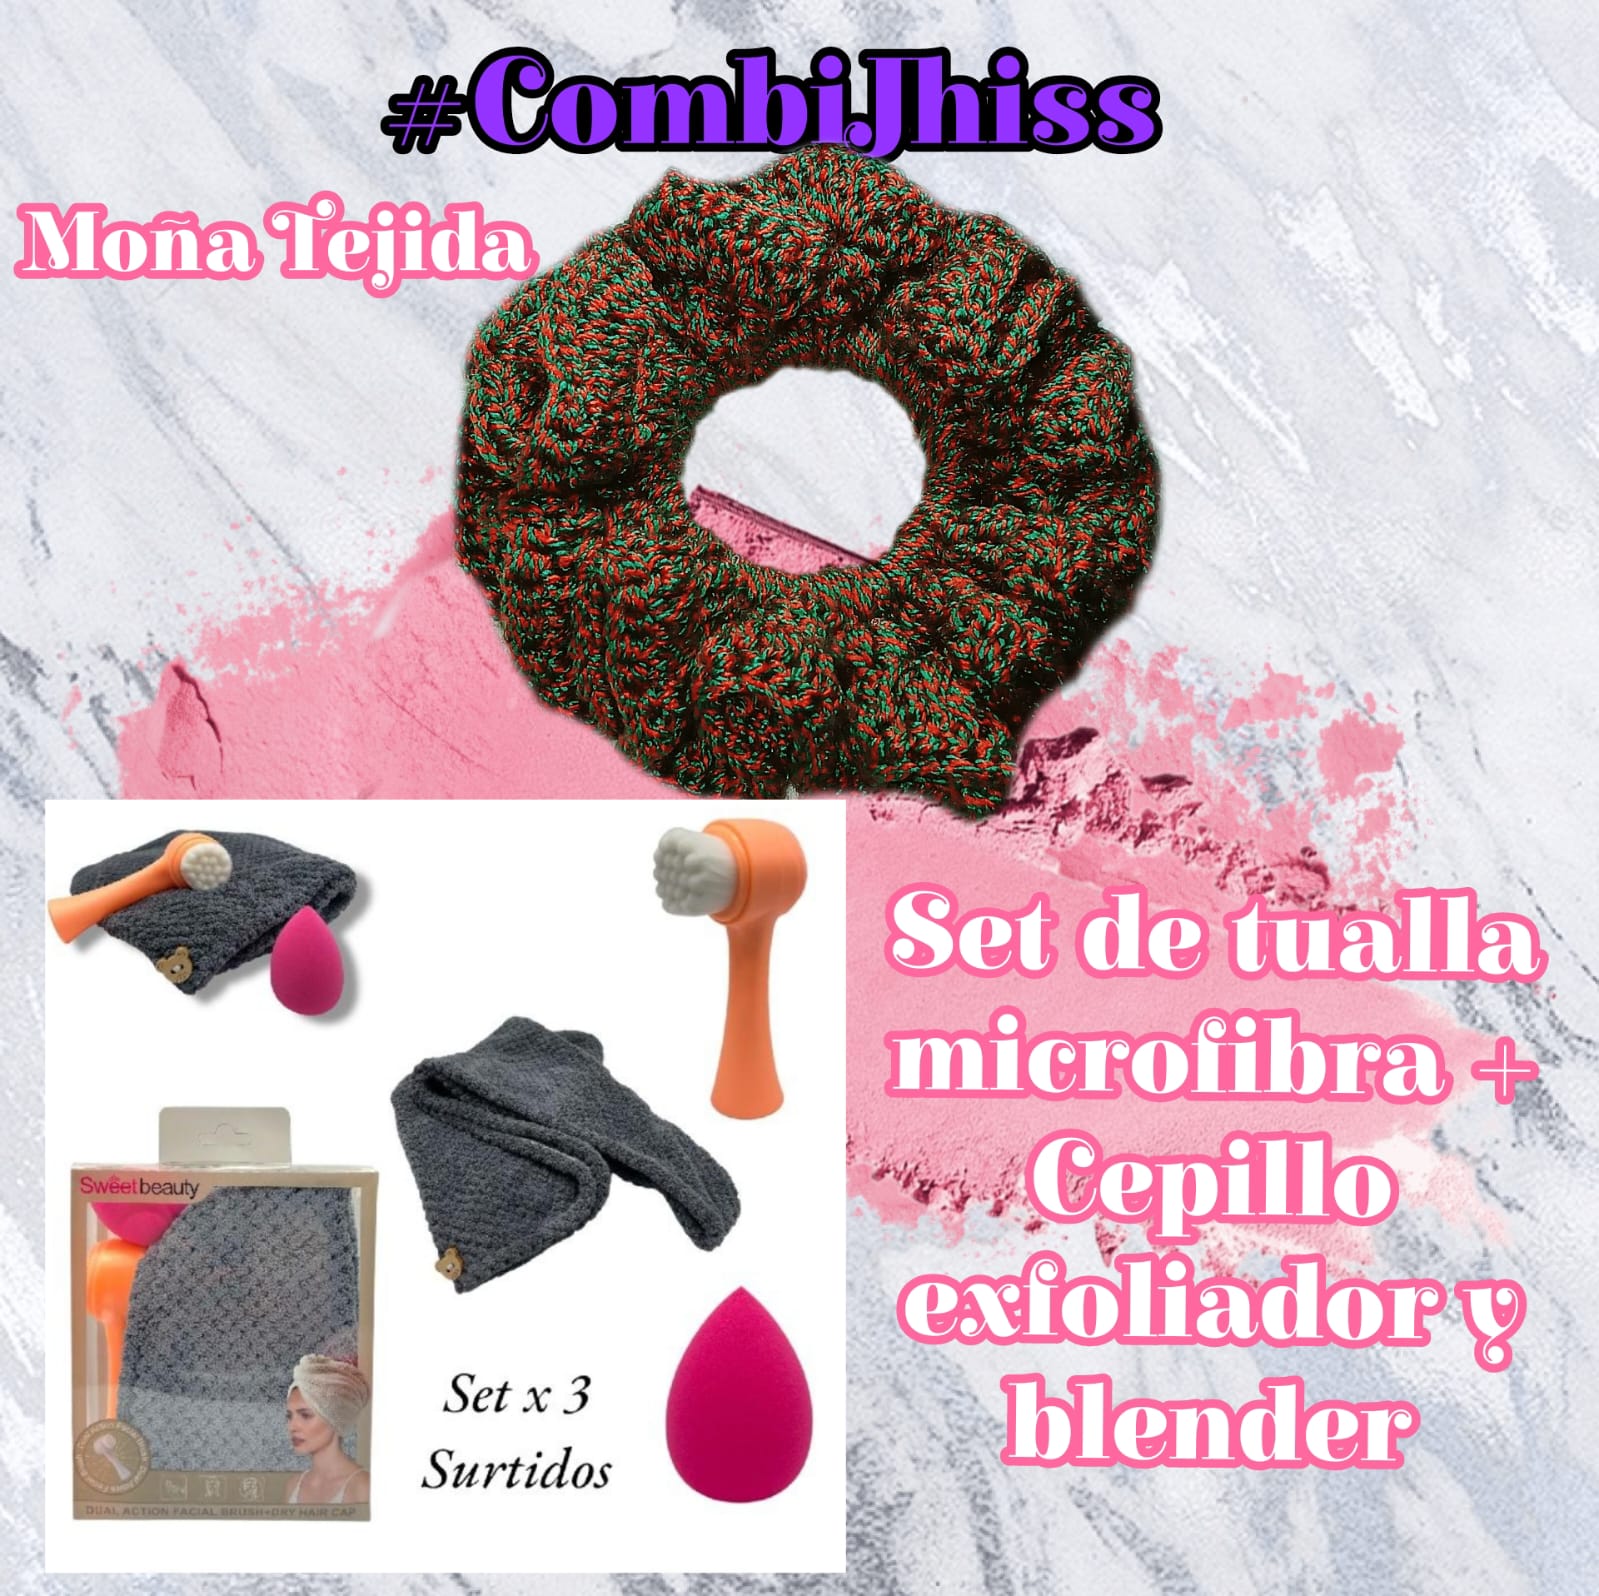 #CombiJhiss
Moña Tejida
Set de tualla
microfibra +
Cepillo
exfoliador y
blender
Sweetbeauty
Set x 3
Surtidos
DUAL ACTION FACIAL BRUSH+DRY HAIR CAP